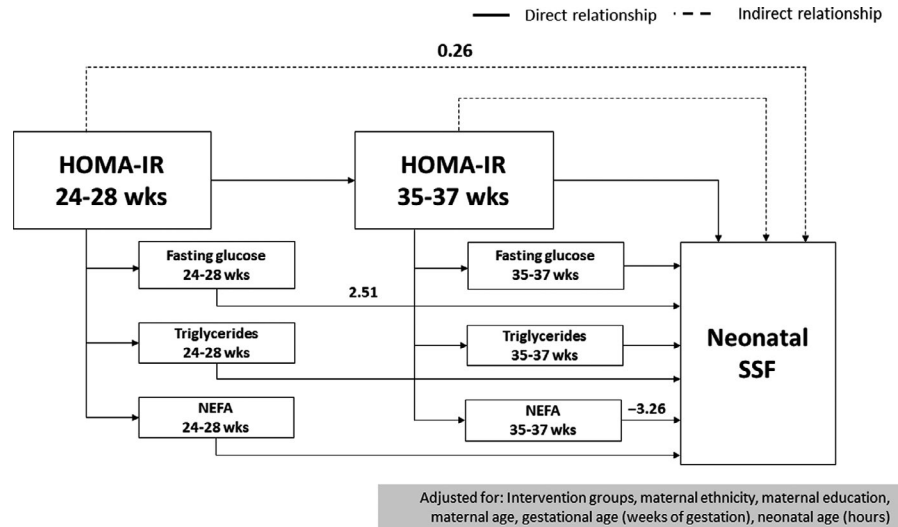 Direct relationship
Indirect relationship
0.26
HOMA-IR
24-28 wks
HOMA-IR
35-37 wks
Fasting glucose
24-28 wks
Fasting glucose
35-37 wks
2.51
Triglycerides
24-28 wks
Triglycerides
35-37 wks
NEFA
24-28 wks
NEFA
35-37 wks
−3.26
Neonatal
SSF
Adjusted for: Intervention groups, maternal ethnicity, maternal education,
maternal age, gestational age (weeks of gestation), neonatal age (hours)